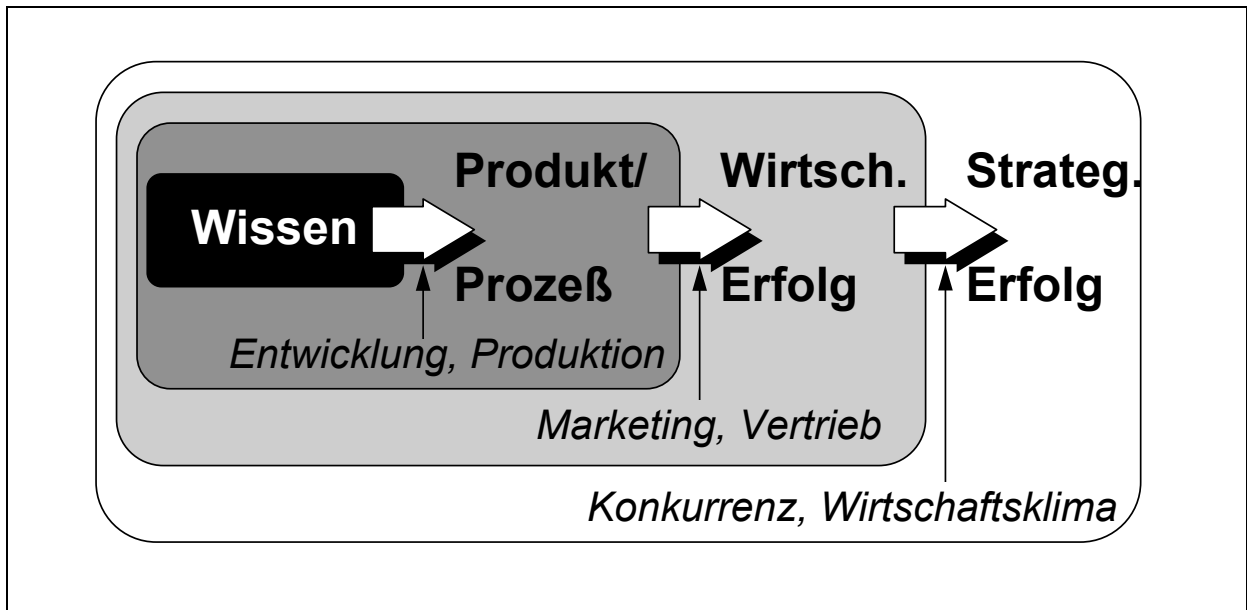 Wissen
Produkt/
Prozeß
Wirtsch.
Erfolg
Strateg.
Erfolg
Entwicklung, Produktion
Marketing, Vertrieb
Konkurrenz, Wirtschaftsklima